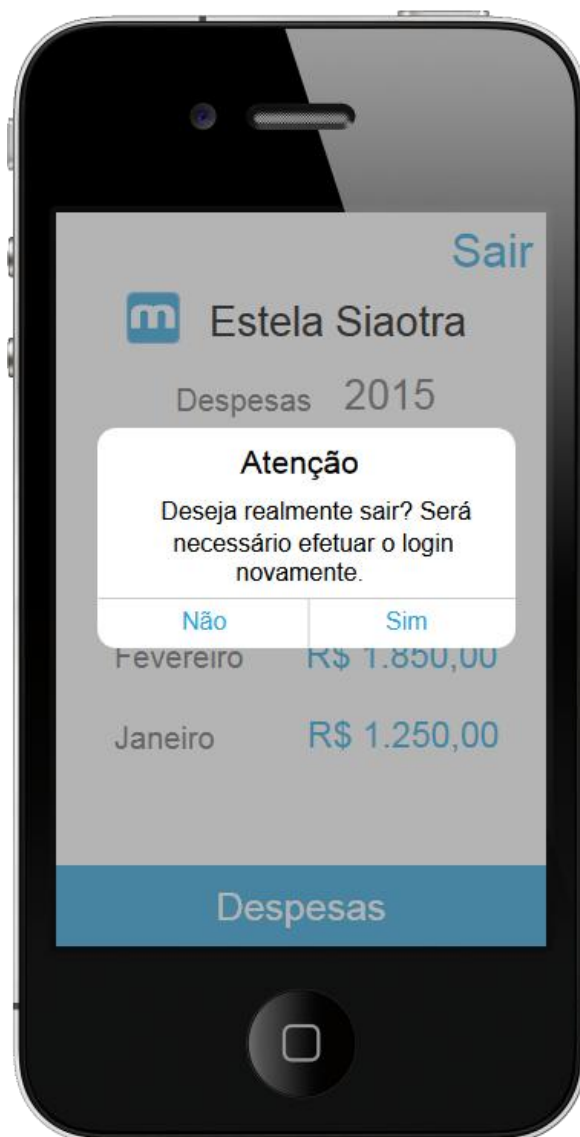 Sair
m Estela Siaotra
Despesas 2015
Atenção
Deseja realmente sair? Será
necessário efetuar o login
novamente.
Não Sim
Fevereiro R$ 1.850,00
Janeiro R$ 1.250,00
Despesas